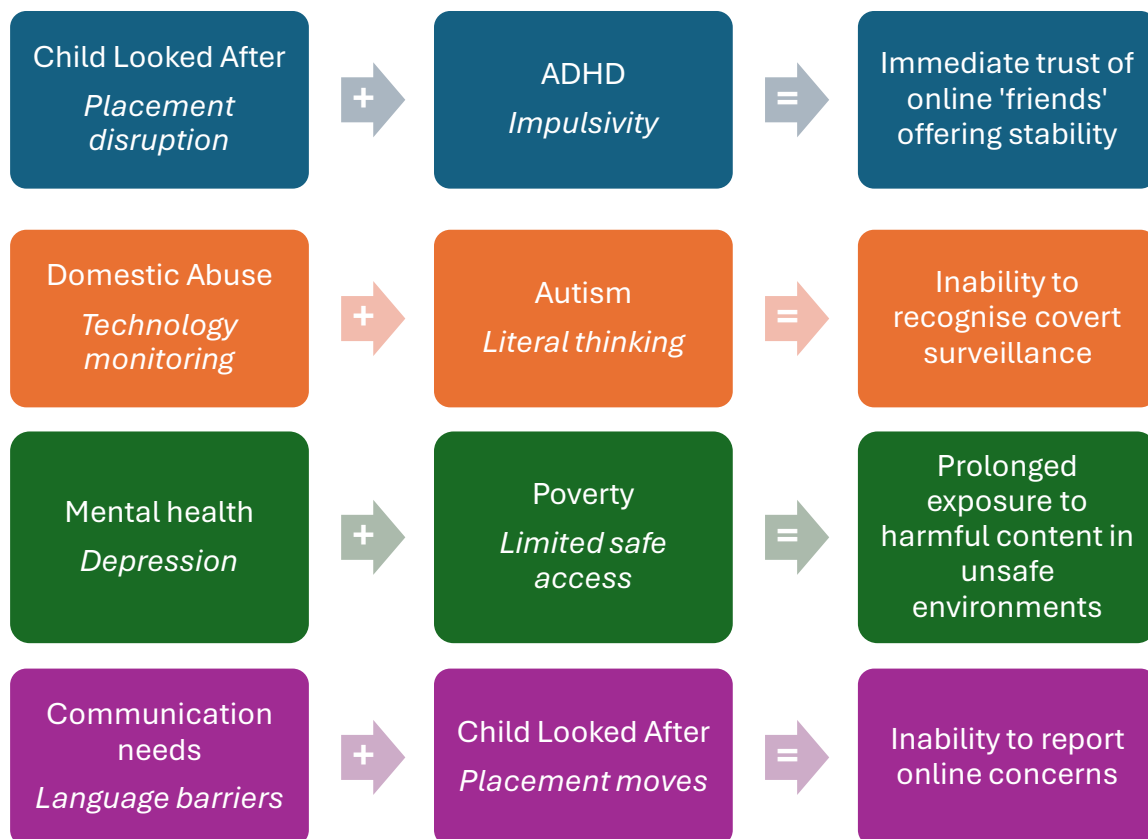 Child Looked After
Placement
disruption
+
ADHD
Impulsivity
=
Immediate trust of
online 'friends'
offering stability
Domestic Abuse
Technology
monitoring
+
Autism
Literal thinking
=
Inability to
recognise covert
surveillance
Mental health
Depression
+
Poverty
Limited safe
access
=
Prolonged
exposure to
harmful content in
unsafe
environments
Communication
needs
Language barriers
+
Child Looked After
Placement moves
=
Inability to report
online concerns